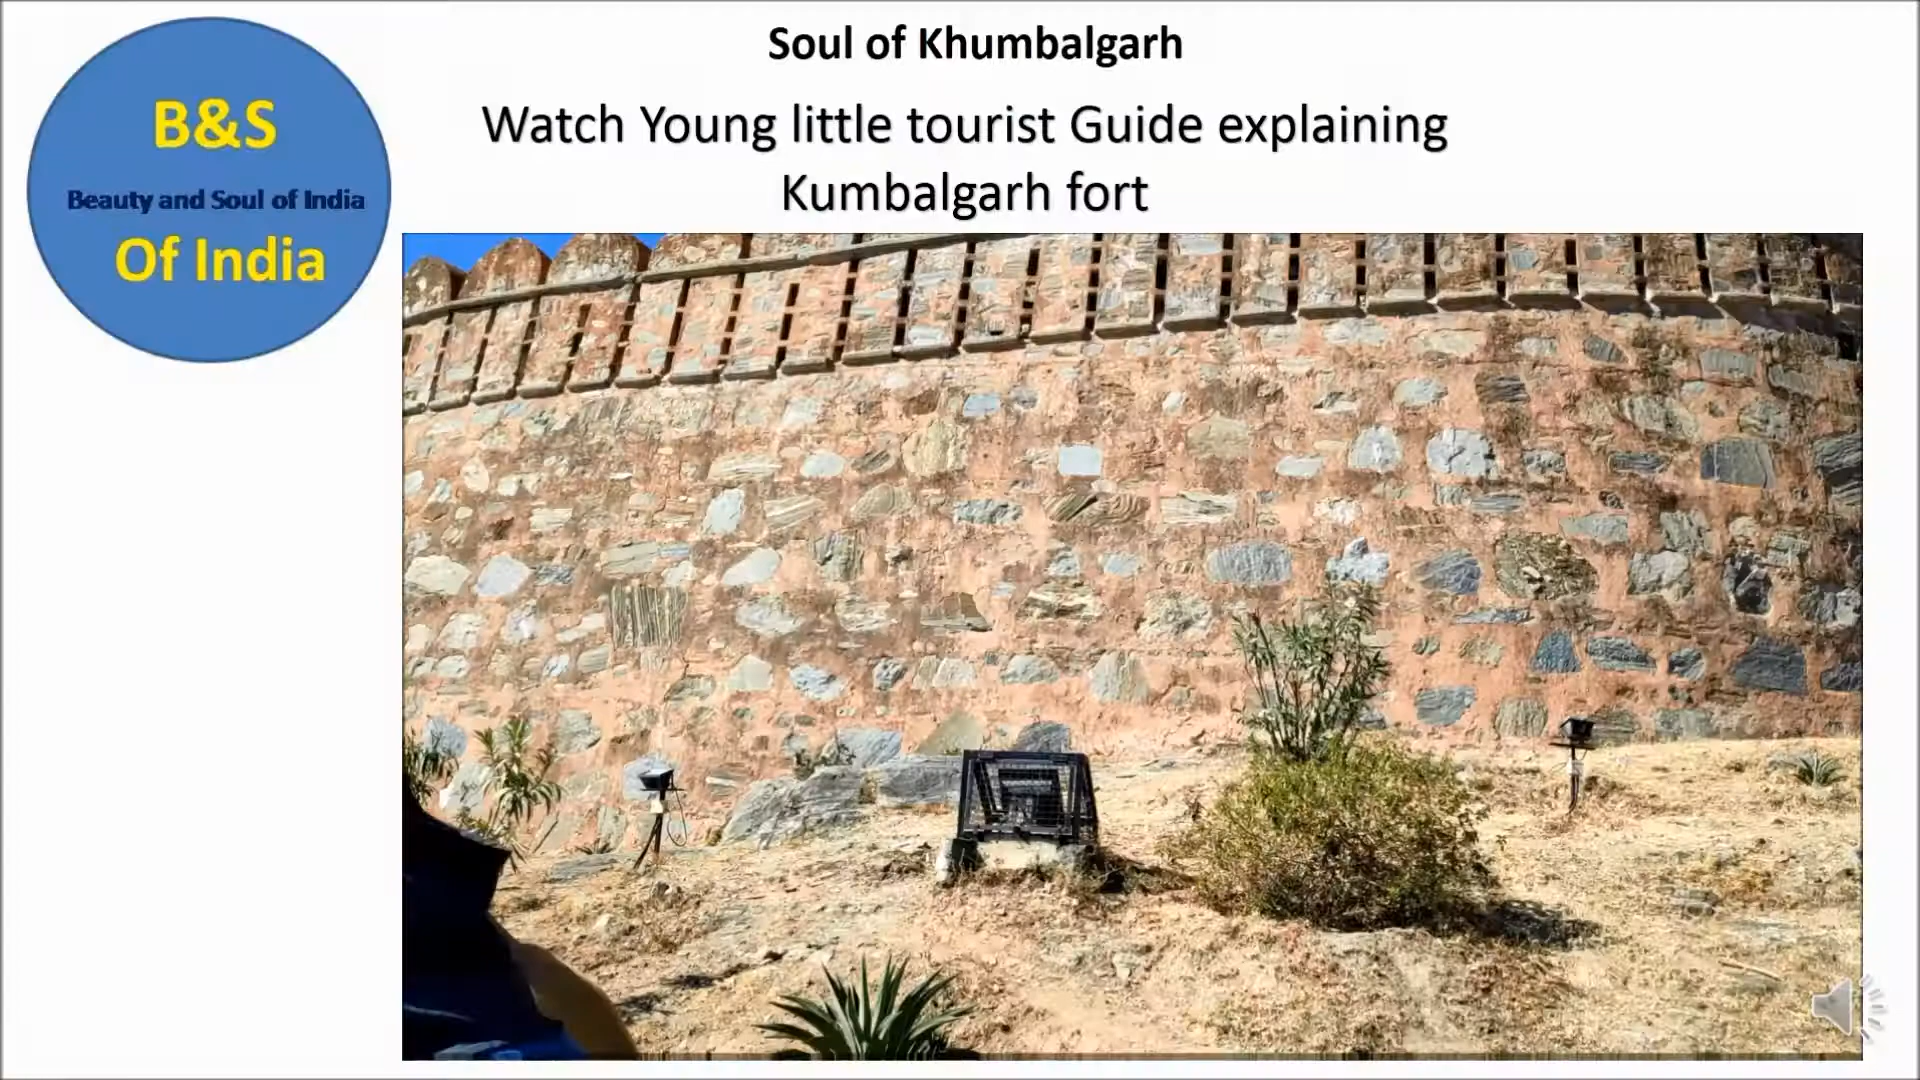 Soul of Khumbalgarh
B&S
Watch Young little tourist Guide explaining
Kumbalgarh fort
Beauty and Soul of India
Of India